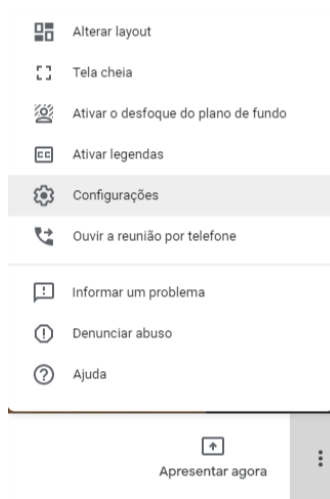 Alterar layout
Tela cheia
Ativar o desfoque do plano de fundo
CC Ativar legendas
Configurações
Ouvir a reunião por telefone
Informar um problema
Denunciar abuso
Ajuda
Apresentar agora